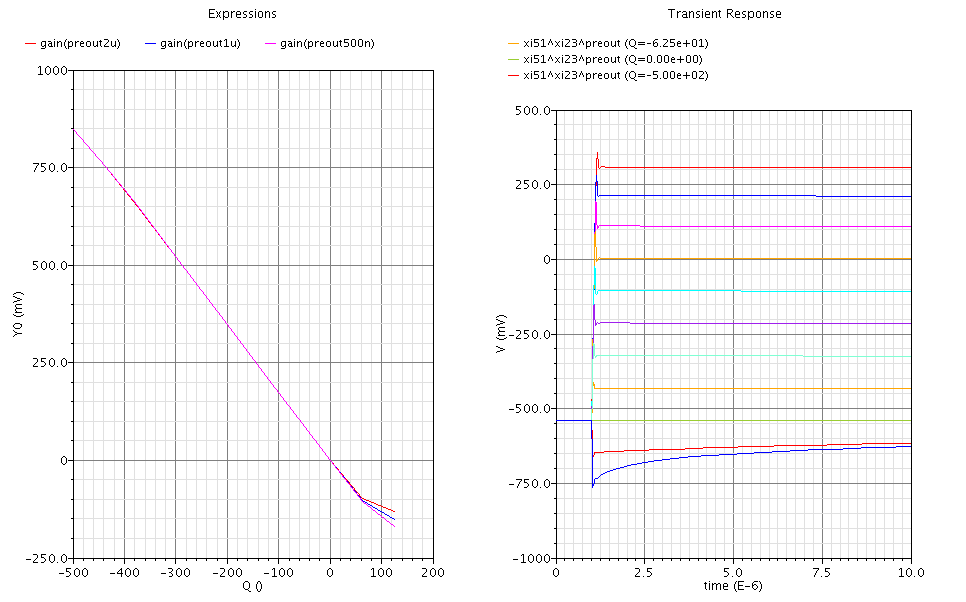 Expressions
gain(preout2u) gain(preout1u) gain(preout500n)
1000
750.0
500.0
250.0
0
-250.0
Y0 (mV)
-500 -400 -300 -200 -100 0 100 200
Q ()
Transient Response
xi51^xi23^preout (Q=-6.25e+01)
xi51^xi23^preout (Q=0.00e+00)
xi51^xi23^preout (Q=-5.00e+02)
500.0
250.0
0
-250.0
-500.0
-750.0
-1000
V (mV)
0 2.5 5.0 7.5 10.0
time (E-6)